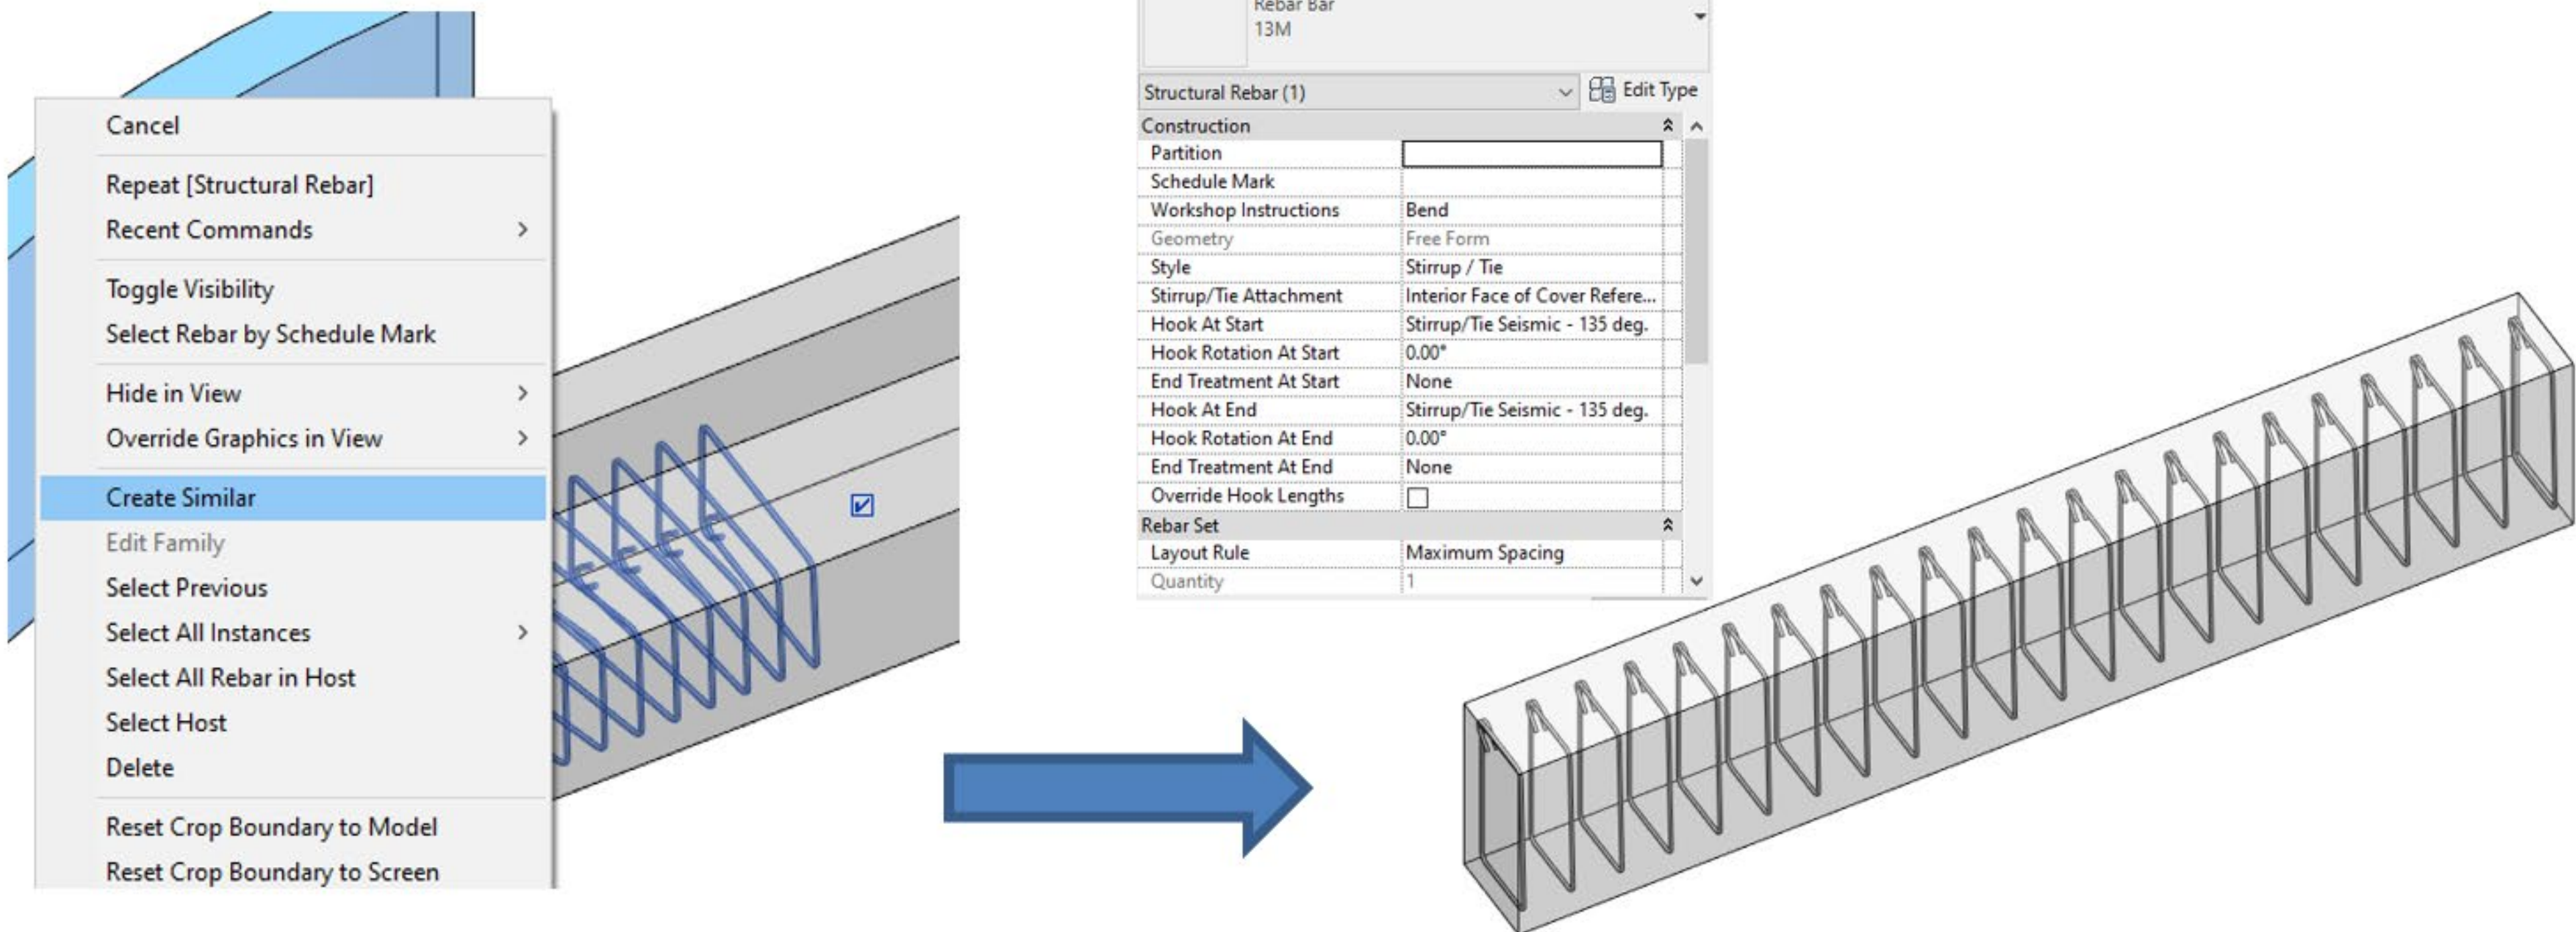 Cancel
Repeat [Structural Rebar]
Recent Commands
Toggle Visibility
Select Rebar by Schedule Mark
Hide in View
Override Graphics in View
Create Similar
Edit Family
Select Previous
Select All Instances
Select All Rebar in Host
Select Host
Delete
Reset Crop Boundary to Model
Reset Crop Boundary to Screen
Rebar Bar
13M
Structural Rebar (1) Edit Type
Construction
Partition
Schedule Mark
Workshop Instructions Bend
Geometry Free Form
Style Stirrup / Tie
Stirrup/Tie Attachment Interior Face of Cover Refere...
Hook At Start Stirrup/Tie Seismic - 135 deg.
Hook Rotation At Start 0.00°
End Treatment At Start None
Hook At End Stirrup/Tie Seismic - 135 deg.
Hook Rotation At End 0.00°
End Treatment At End None
Override Hook Lengths
Rebar Set
Layout Rule Maximum Spacing
Quantity 1